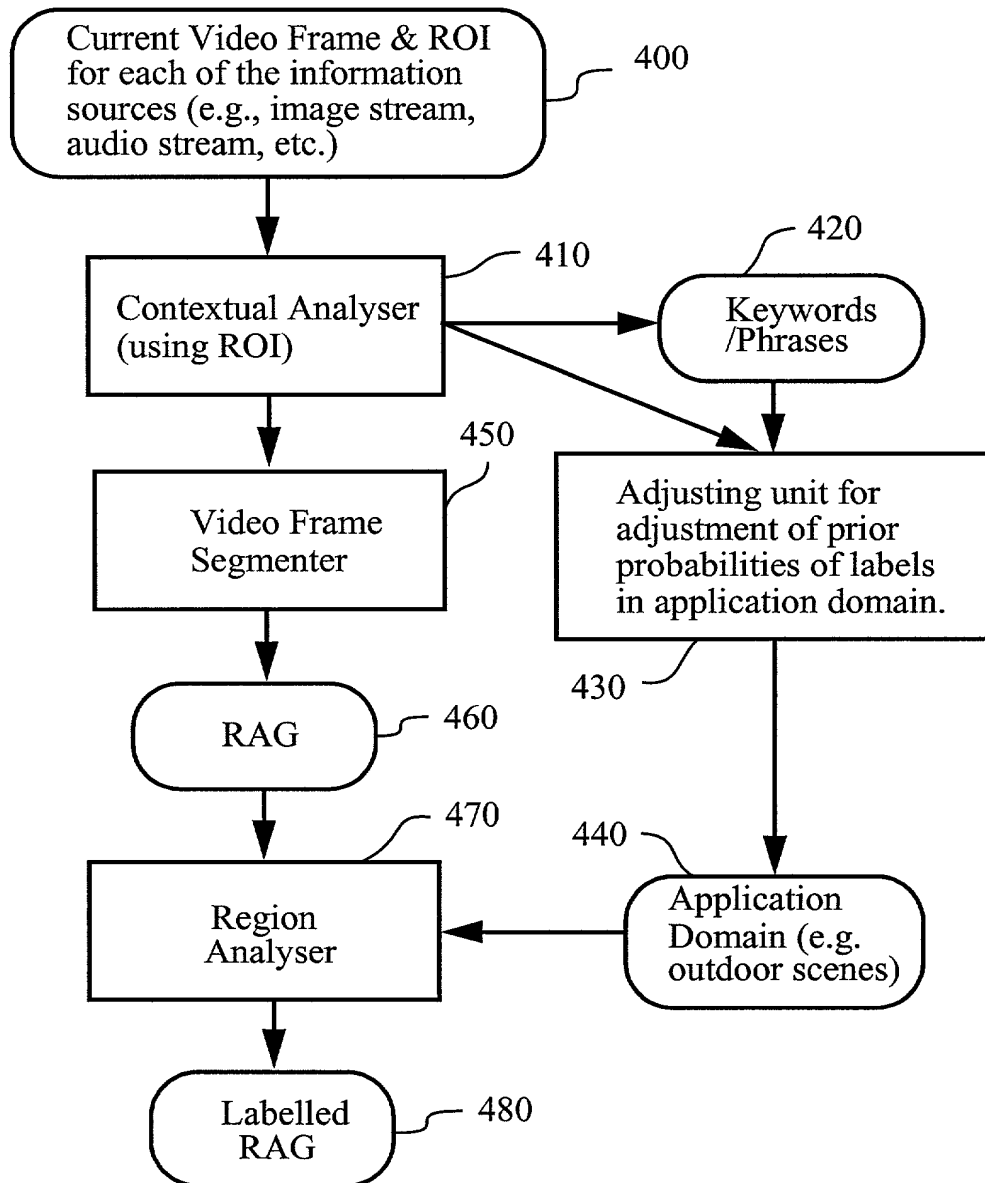 Current Video Frame & ROI
for each of the information
sources (e.g., image stream,
audio stream, etc.)
400
410
Contextual Analyser
(using ROI)
420
Keywords
/Phrases
450
Video Frame
Segmenter
Adjusting unit for
adjustment of prior
probabilities of labels
in application domain.
430
RAG
460
470
Region
Analyser
440
Application
Domain (e.g.
outdoor scenes)
Labelled
RAG
480